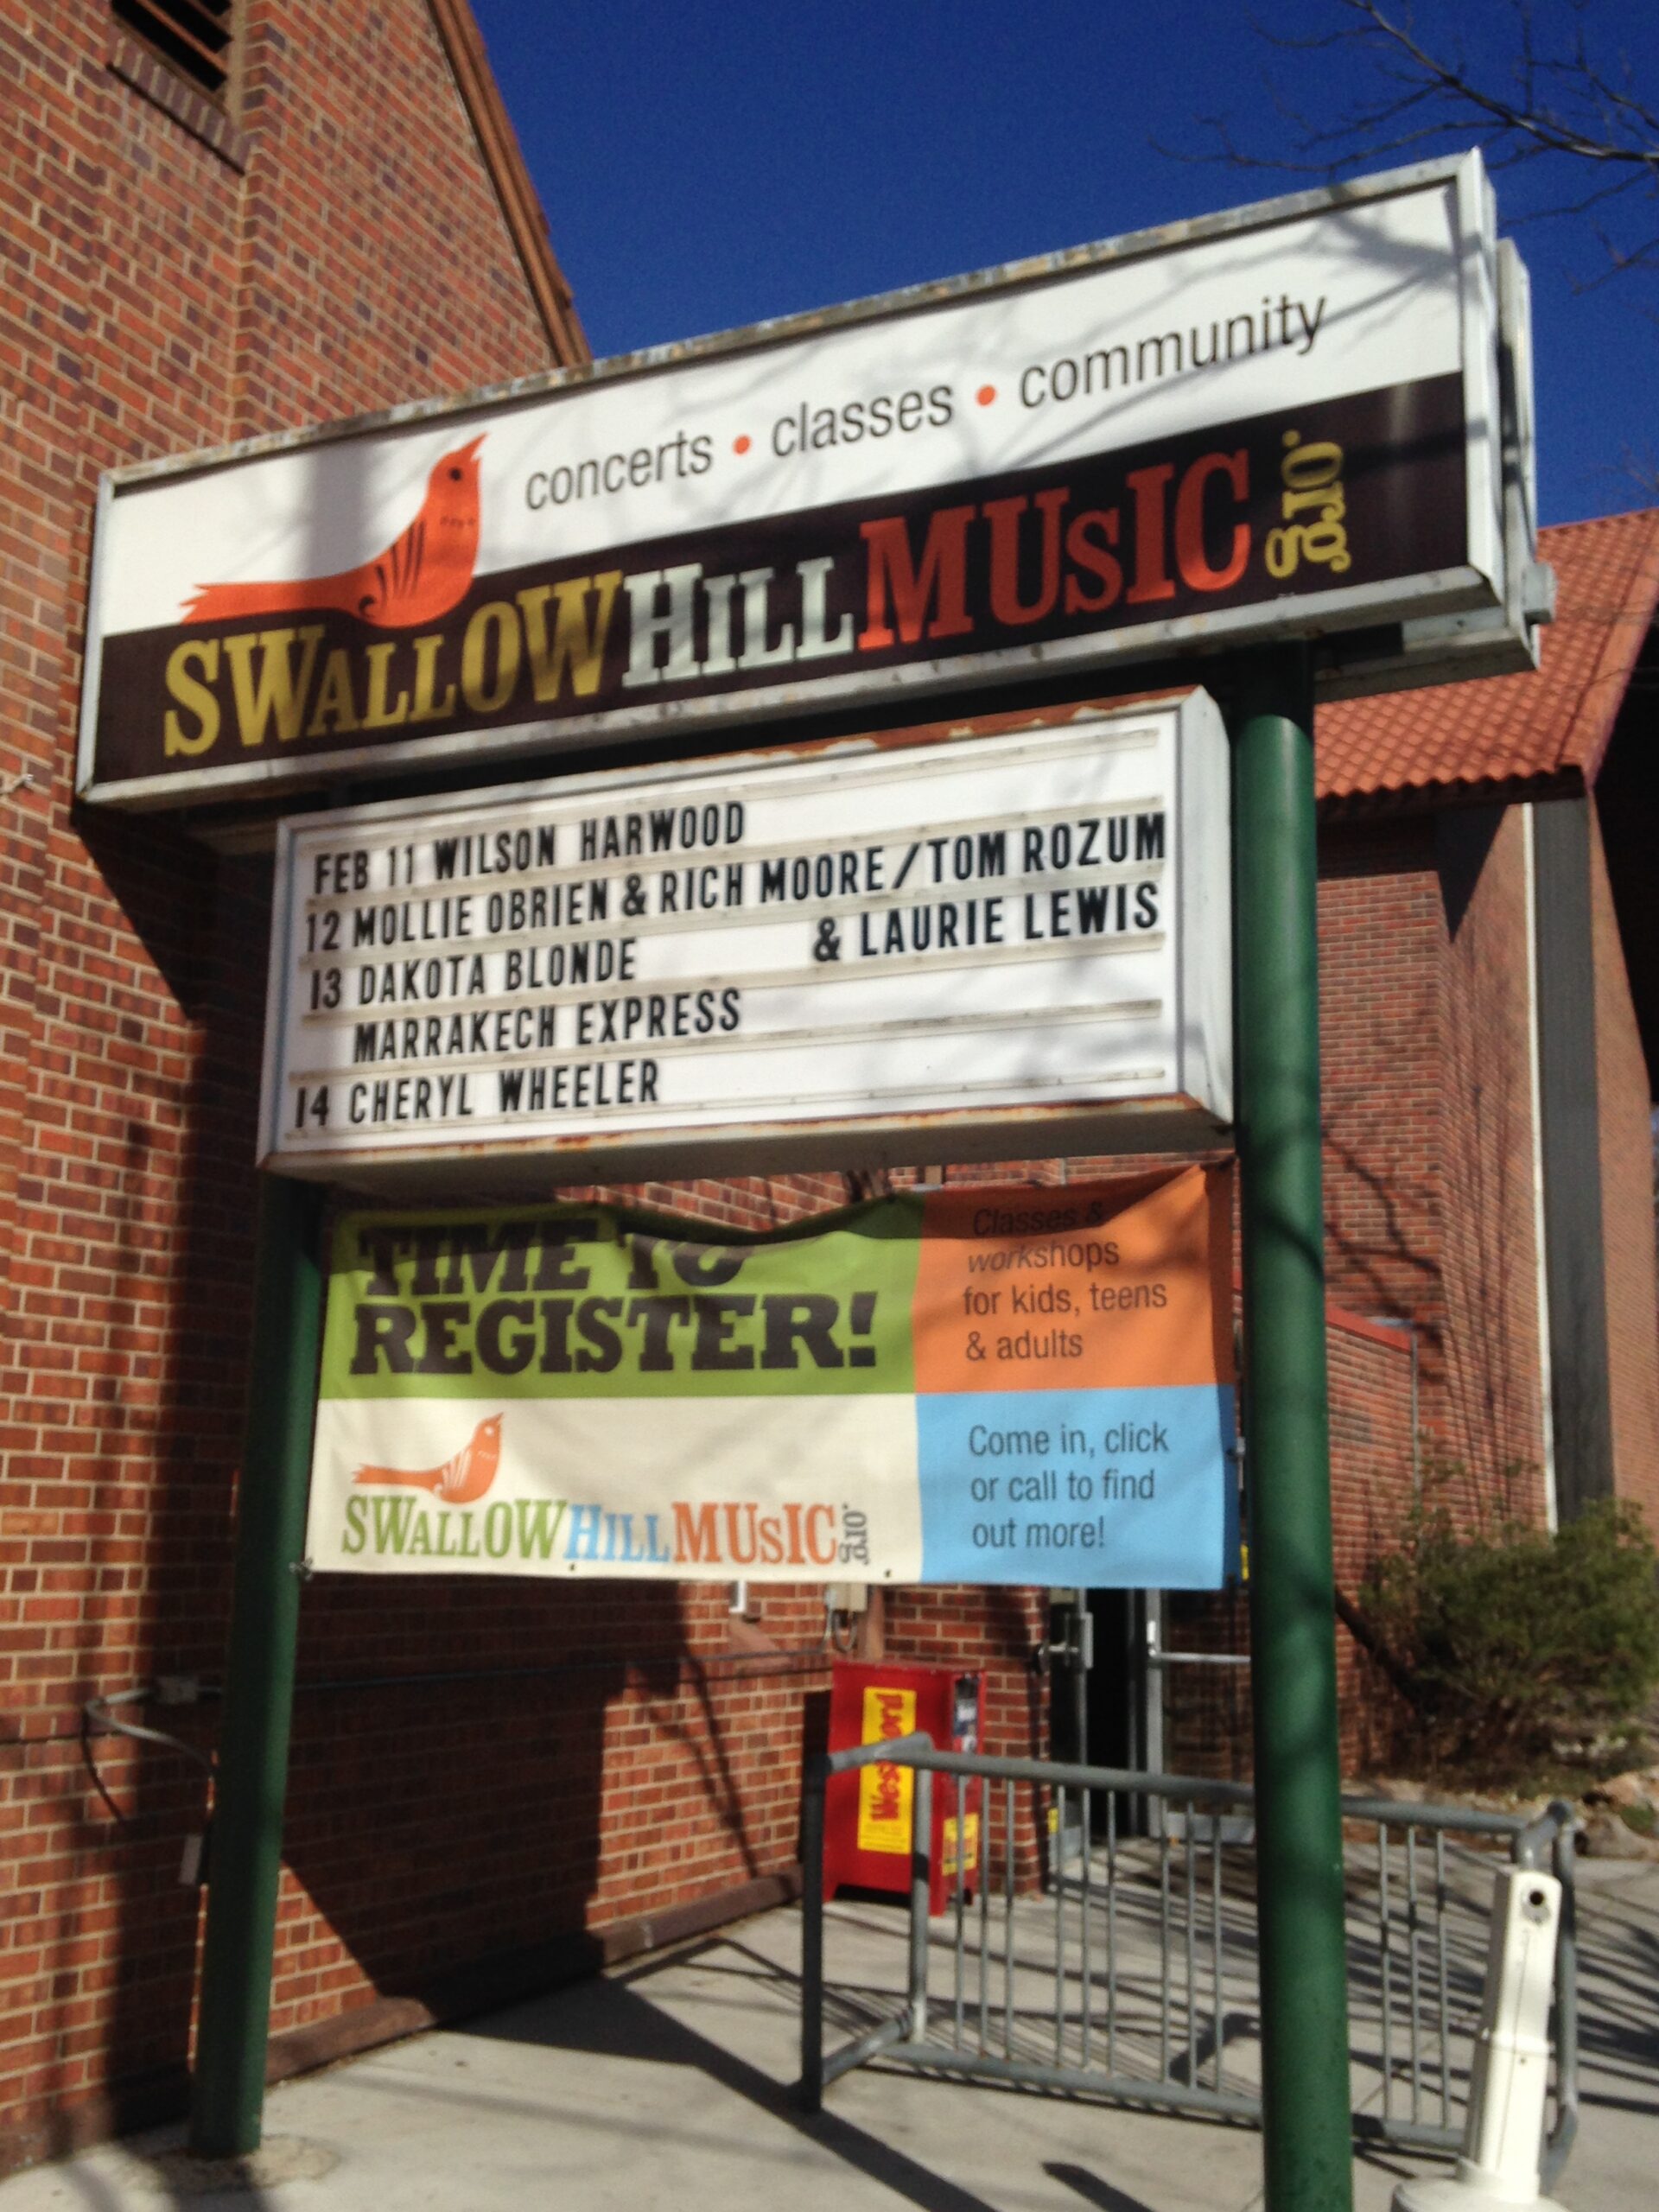 concerts • classes • community
SWALLOWHILLMUSIC.org
FEB 11 WILSON HARWOOD
12 MOLLIE OBRIEN & RICH MOORE/TOM ROZUM
& LAURIE LEWIS
13 DAKOTA BLONDE
MARRAKECH EXPRESS
14 CHERYL WHEELER
TIME TO
REGISTER!
Classes &
workshops
for kids, teens
& adults
SWALLOWHILLMUSIC.org
Come in, click
or call to find
out more!